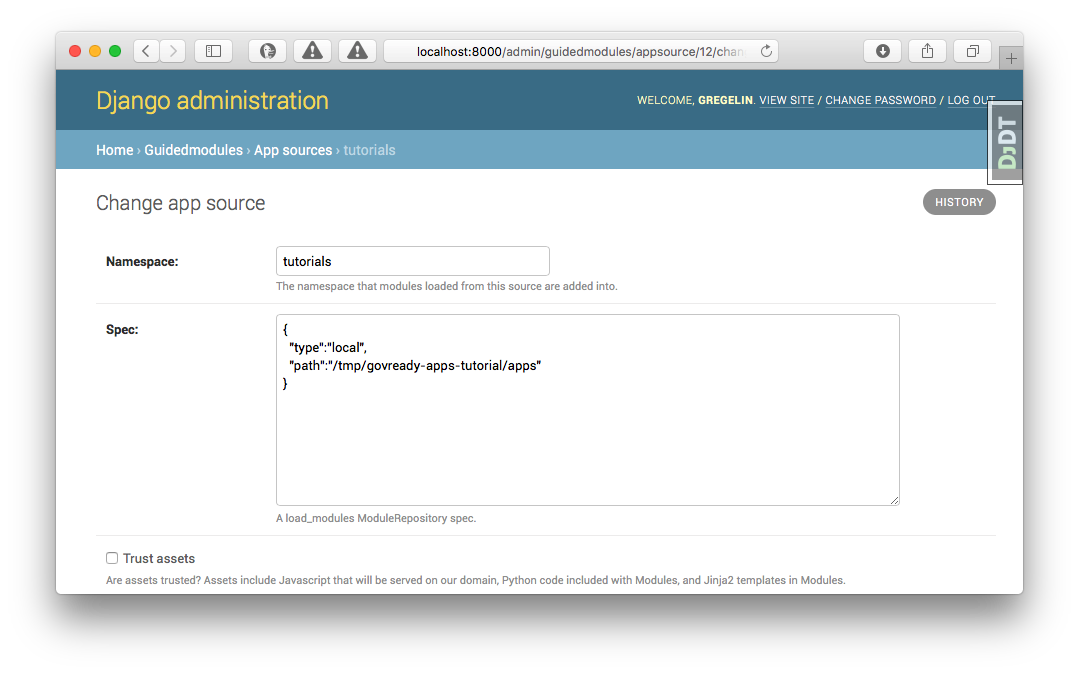 localhost:8000/admin/guidedmodules/appsource/12/chan
Django administration
WELCOME, GREGELIN. VIEW SITE / CHANGE PASSWORD / LOG OUT
DJDT
Home › Guidedmodules › App sources › tutorials
Change app source
HISTORY
Namespace:
tutorials
The namespace that modules loaded from this source are added into.
Spec:
{
"type":"local",
"path":"/tmp/govready-apps-tutorial/apps"
}
A load_modules ModuleRepository spec.
Trust assets
Are assets trusted? Assets include Javascript that will be served on our domain, Python code included with Modules, and Jinja2 templates in Modules.